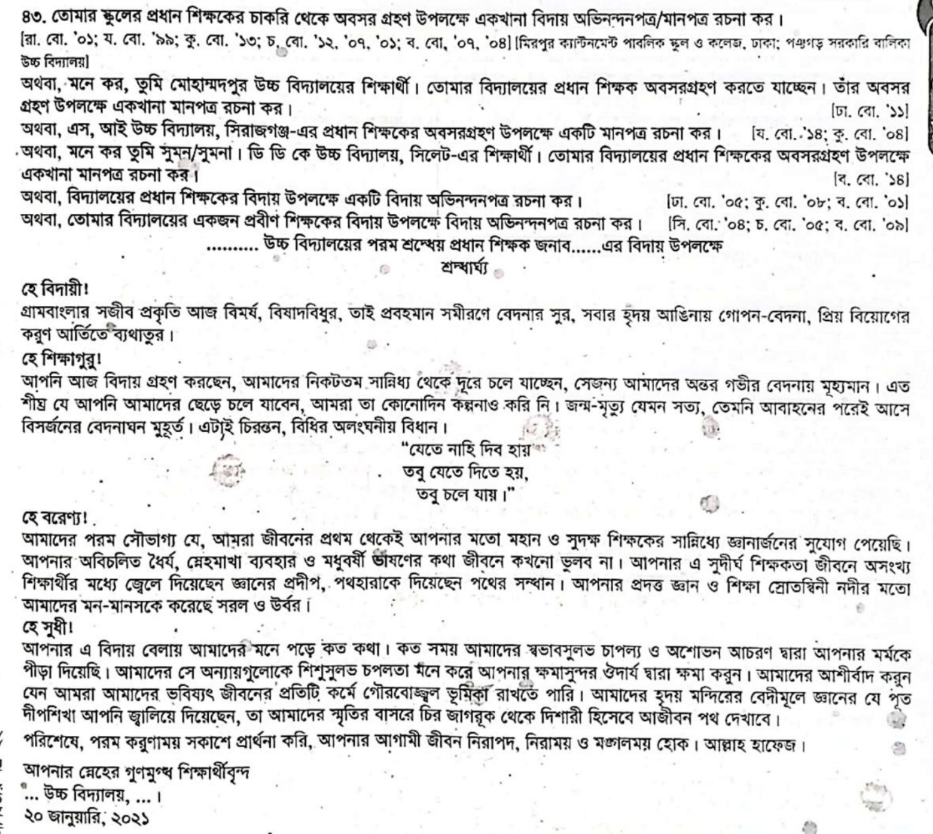 ৪৩. তোমার স্কুলের প্রধান শিক্ষকের চাকরি থেকে অবসর গ্রহণ উপলক্ষে একখানা বিদায় অভিনন্দনপত্র/মানপত্র রচনা কর।
[রা. বো. '০১; য. বো. '৯৯; কু. বো. '১৩; চ. বো. '১২, '০৭, '০১; ব. বো, '০৭, '০৪] [মিরপুর ক্যান্টনমেন্ট পাবলিক স্কুল ও কলেজ, ঢাকা; পঞ্চগড় সরকারি বালিকা
উচ্চ বিদ্যালয়]
অথবা, মনে কর, তুমি মোহাম্মদপুর উচ্চ বিদ্যালয়ের শিক্ষার্থী। তোমার বিদ্যালয়ের প্রধান শিক্ষক অবসরগ্রহণ করতে যাচ্ছেন। তাঁর অবসর
গ্রহণ উপলক্ষে একখানা মানপত্র রচনা কর। [ঢা. বো. '১১]
অথবা, এস, আই উচ্চ বিদ্যালয়, সিরাজগঞ্জ-এর প্রধান শিক্ষকের অবসরগ্রহণ উপলক্ষে একটি মানপত্র রচনা কর। [য. বো. '১৪; কু. বো. '০৪]
অথবা, মনে কর তুমি সুমন/সুমনা। ডি ডি কে উচ্চ বিদ্যালয়, সিলেট-এর শিক্ষার্থী। তোমার বিদ্যালয়ের প্রধান শিক্ষকের অবসরগ্রহণ উপলক্ষে
একখানা মানপত্র রচনা কর। [ব. বো. '১৪]
অথবা, বিদ্যালয়ের প্রধান শিক্ষকের বিদায় উপলক্ষে একটি বিদায় অভিনন্দনপত্র রচনা কর। [ঢা. বো. '০৫; কু. বো. '০৮; ব. বো. '০১]
অথবা, তোমার বিদ্যালয়ের একজন প্রবীণ শিক্ষকের বিদায় উপলক্ষে বিদায় অভিনন্দনপত্র রচনা কর। [সি. বো. '০৪; চ. বো. '০৫; ব. বো. '০৯]
........... উচ্চ বিদ্যালয়ের পরম শ্রদ্ধেয় প্রধান শিক্ষক জনাব......এর বিদায় উপলক্ষে
শ্রদ্ধার্ঘ্য
হে বিদায়ী!
গ্রামবাংলার সজীব প্রকৃতি আজ বিমর্ষ, বিষাদবিধুর, তাই প্রবহমান সমীরণে বেদনার সুর, সবার হৃদয় আঙিনায় গোপন-বেদনা, প্রিয় বিয়োগের
করুণ আর্তিতে ব্যথাতুর।
হে শিক্ষাগুরু!
আপনি আজ বিদায় গ্রহণ করছেন, আমাদের নিকটতম সান্নিধ্য থেকে দূরে চলে যাচ্ছেন, সেজন্য আমাদের অন্তর গভীর বেদনায় মূহ্যমান। এত
শীঘ্র যে আপনি আমাদের ছেড়ে চলে যাবেন, আমরা তা কোনোদিন কল্পনাও করি নি। জন্ম-মৃত্যু যেমন সত্য, তেমনি আবাহনের পরেই আসে
বিসর্জনের বেদনাঘন মুহূর্ত। এটাই চিরন্তন, বিধির অলংঘনীয় বিধান।
“যেতে নাহি দিব হায়
তবু যেতে দিতে হয়,
তবু চলে যায়।”
হে বরেণ্য!
আমাদের পরম সৌভাগ্য যে, আমরা জীবনের প্রথম থেকেই আপনার মতো মহান ও সুদক্ষ শিক্ষকের সান্নিধ্যে জ্ঞানার্জনের সুযোগ পেয়েছি।
আপনার অবিচলিত ধৈর্য, স্নেহমাখা ব্যবহার ও মধুবর্ষী ভাষণের কথা জীবনে কখনো ভুলব না। আপনার এ সুদীর্ঘ শিক্ষকতা জীবনে অসংখ্য
শিক্ষার্থীর মধ্যে জ্বেলে দিয়েছেন জ্ঞানের প্রদীপ, পথহারাকে দিয়েছেন পথের সন্ধান। আপনার প্রদত্ত জ্ঞান ও শিক্ষা স্রোতস্বিনী নদীর মতো
আমাদের মন-মানসকে করেছে সরল ও উর্বর।
হে সুধী!
আপনার এ বিদায় বেলায় আমাদের মনে পড়ে কত কথা। কত সময় আমাদের স্বভাবসুলভ চাপল্য ও অশোভন আচরণ দ্বারা আপনার মর্মকে
পীড়া দিয়েছি। আমাদের সে অন্যায়গুলোকে শিশুসুলভ চপলতা মনে করে আপনার ক্ষমাসুন্দর ঔদার্য দ্বারা ক্ষমা করুন। আমাদের আশীর্বাদ করুন
যেন আমরা আমাদের ভবিষ্যৎ জীবনের প্রতিটি কর্মে গৌরবোজ্জ্বল ভূমিকা রাখতে পারি। আমাদের হৃদয় মন্দিরের বেদীমূলে জ্ঞানের যে পূত
দীপশিখা আপনি জ্বালিয়ে দিয়েছেন, তা আমাদের স্মৃতির বাসরে চির জাগরূক থেকে দিশারী হিসেবে আজীবন পথ দেখাবে।
পরিশেষে, পরম করুণাময় সকাশে প্রার্থনা করি, আপনার আগামী জীবন নিরাপদ, নিরাময় ও মঙ্গলময় হোক। আল্লাহ হাফেজ।
আপনার স্নেহের গুণমুগ্ধ শিক্ষার্থীবৃন্দ
... উচ্চ বিদ্যালয়, ...।
২০ জানুয়ারি, ২০২১